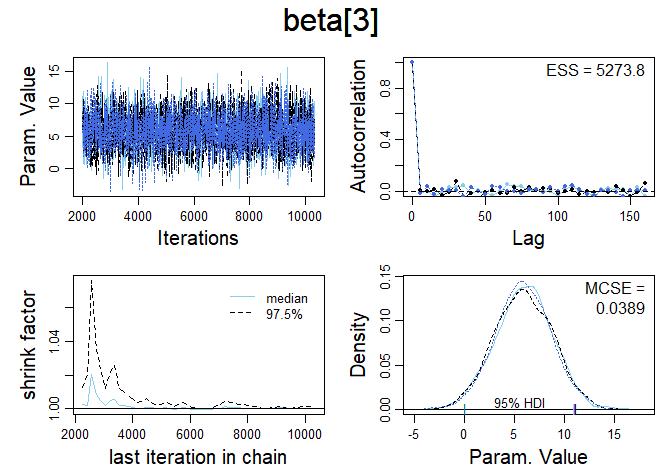 beta[3]
Param. Value
0 5 10 15
2000 4000 6000 8000 10000
Iterations
Autocorrelation
0.0 0.4 0.8
ESS = 5273.8
0 50 100 150
Lag
shrink factor
1.00 1.04
median
97.5%
2000 4000 6000 8000 10000
last iteration in chain
Density
0.00 0.05 0.10 0.15
MCSE =
0.0389
95% HDI
-5 0 5 10 15
Param. Value